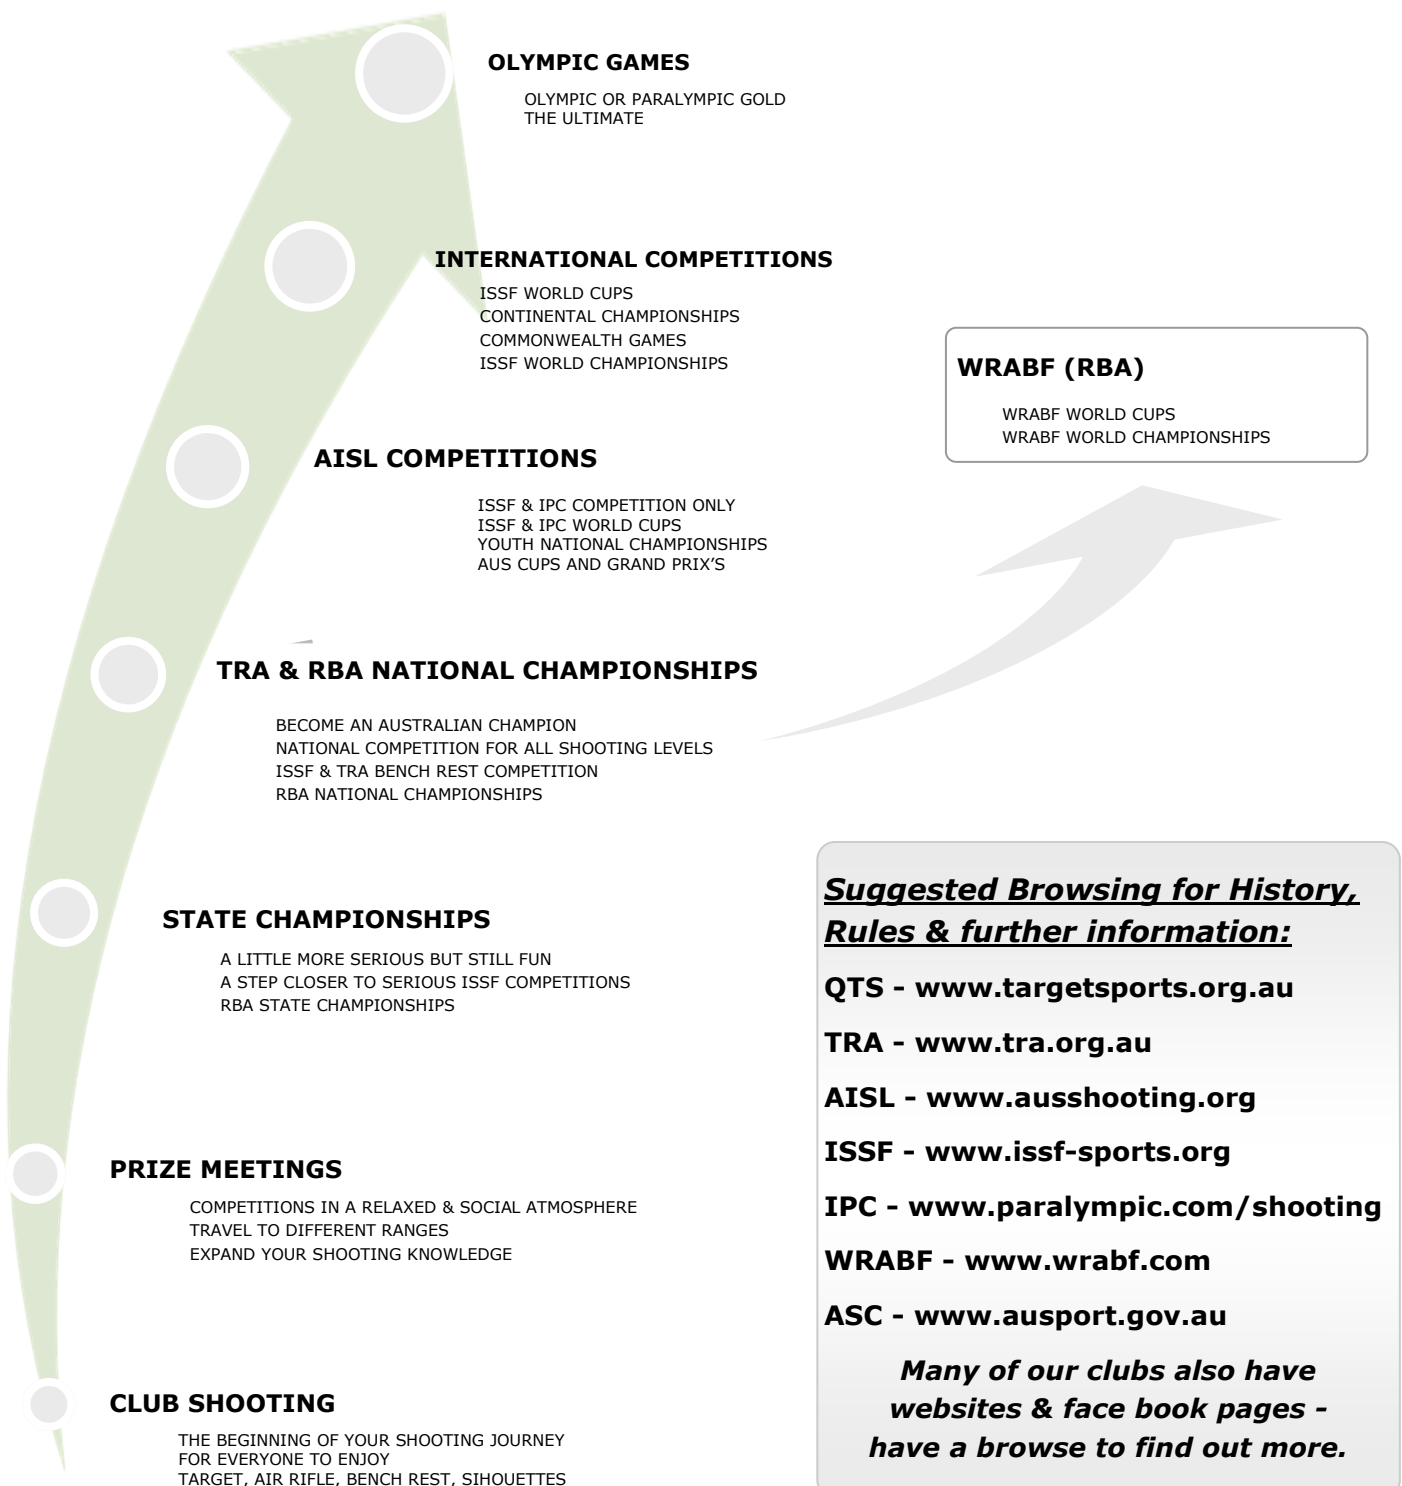 OLYMPIC GAMES
OLYMPIC OR PARALYMPIC GOLD
THE ULTIMATE
INTERNATIONAL COMPETITIONS
ISSF WORLD CUPS
CONTINENTAL CHAMPIONSHIPS
COMMONWEALTH GAMES
ISSF WORLD CHAMPIONSHIPS
WRABF (RBA)
WRABF WORLD CUPS
WRABF WORLD CHAMPIONSHIPS
AISL COMPETITIONS
ISSF & IPC COMPETITION ONLY
ISSF & IPC WORLD CUPS
YOUTH NATIONAL CHAMPIONSHIPS
AUS CUPS AND GRAND PRIX’S
TRA & RBA NATIONAL CHAMPIONSHIPS
BECOME AN AUSTRALIAN CHAMPION
NATIONAL COMPETITION FOR ALL SHOOTING LEVELS
ISSF & TRA BENCH REST COMPETITION
RBA NATIONAL CHAMPIONSHIPS
STATE CHAMPIONSHIPS
A LITTLE MORE SERIOUS BUT STILL FUN
A STEP CLOSER TO SERIOUS ISSF COMPETITIONS
RBA STATE CHAMPIONSHIPS
PRIZE MEETINGS
COMPETITIONS IN A RELAXED & SOCIAL ATMOSPHERE
TRAVEL TO DIFFERENT RANGES
EXPAND YOUR SHOOTING KNOWLEDGE
CLUB SHOOTING
THE BEGINNING OF YOUR SHOOTING JOURNEY
FOR EVERYONE TO ENJOY
TARGET, AIR RIFLE, BENCH REST, SIHOUETTES
Suggested Browsing for History,
Rules & further information:
QTS - www.targetsports.org.au
TRA - www.tra.org.au
AISL - www.ausshooting.org
ISSF - www.issf-sports.org
IPC - www.paralympic.com/shooting
WRABF - www.wrabf.com
ASC - www.ausport.gov.au
Many of our clubs also have
websites & face book pages -
have a browse to find out more.